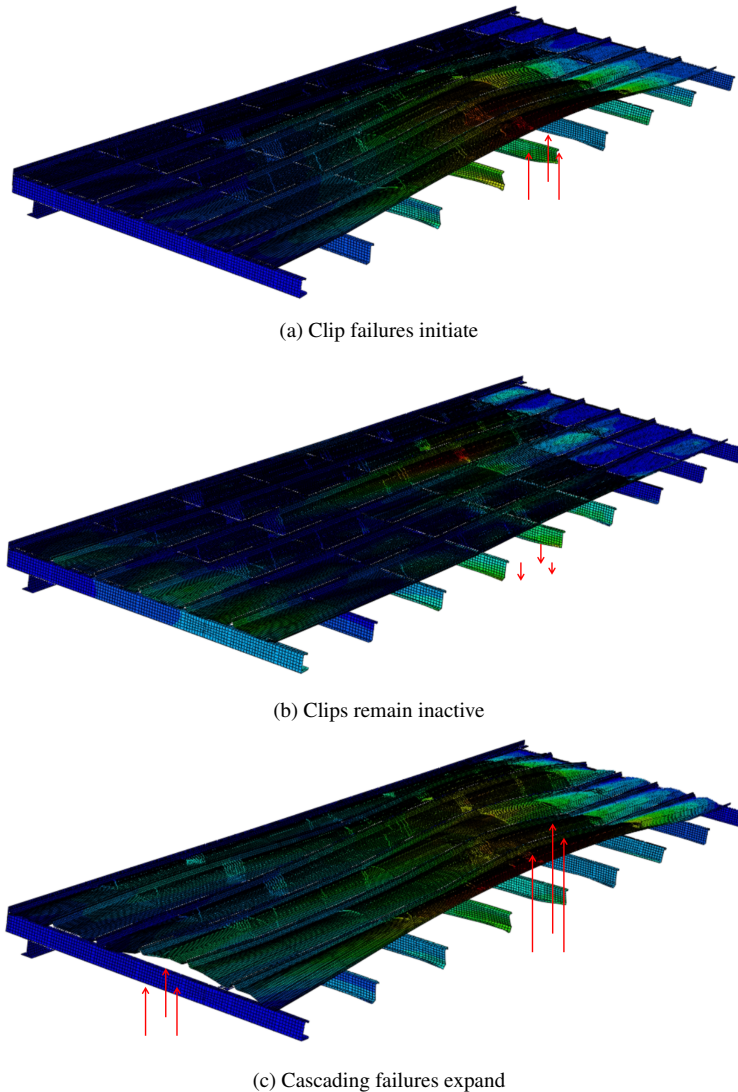 (a) Clip failures initiate
(b) Clips remain inactive
(c) Cascading failures expand